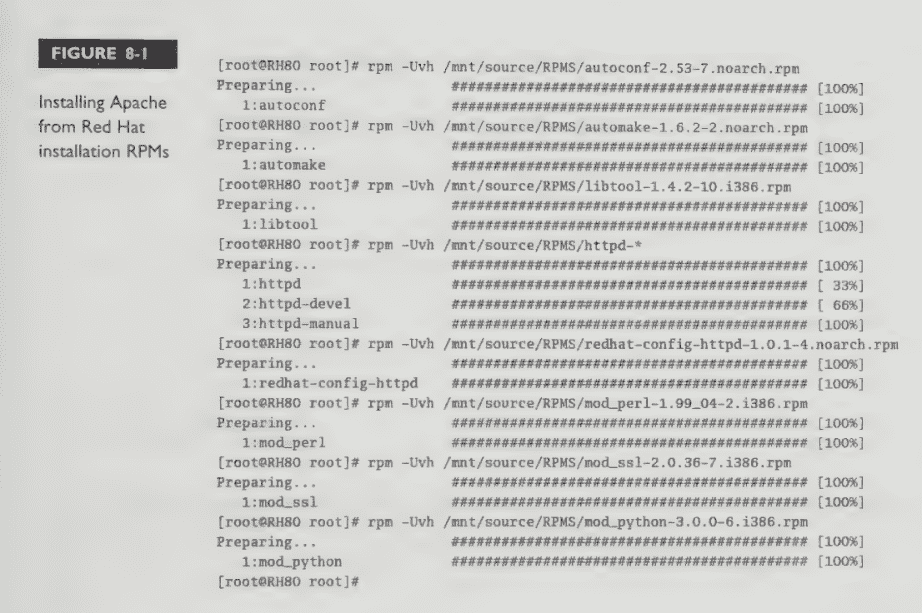 FIGURE 8-1
Installing Apache
from Red Hat
installation RPMs
[root@RH80 root]# rpm -Uvh /mnt/source/RPMS/autoconf-2.53-7.noarch.rpm
Preparing... ########################################### [100%]
1:autoconf ########################################### [100%]
[root@RH80 root]# rpm -Uvh /mnt/source/RPMS/automake-1.6.2-2.noarch.rpm
Preparing... ########################################### [100%]
1:automake ########################################### [100%]
[root@RH80 root]# rpm -Uvh /mnt/source/RPMS/libtool-1.4.2-10.i386.rpm
Preparing... ########################################### [100%]
1:libtool ########################################### [100%]
[root@RH80 root]# rpm -Uvh /mnt/source/RPMS/httpd-*
Preparing... ########################################### [100%]
1:httpd ########################################### [ 33%]
2:httpd-devel ########################################### [ 66%]
3:httpd-manual ########################################### [100%]
[root@RH80 root]# rpm -Uvh /mnt/source/RPMS/redhat-config-httpd-1.0.1-4.noarch.rpm
Preparing... ########################################### [100%]
1:redhat-config-httpd ########################################### [100%]
[root@RH80 root]# rpm -Uvh /mnt/source/RPMS/mod_perl-1.99_04-2.i386.rpm
Preparing... ########################################### [100%]
1:mod_perl ########################################### [100%]
[root@RH80 root]# rpm -Uvh /mnt/source/RPMS/mod_ssl-2.0.36-7.i386.rpm
Preparing... ########################################### [100%]
1:mod_ssl ########################################### [100%]
[root@RH80 root]# rpm -Uvh /mnt/source/RPMS/mod_python-3.0.0-6.i386.rpm
Preparing... ########################################### [100%]
1:mod_python ########################################### [100%]
[root@RH80 root]#